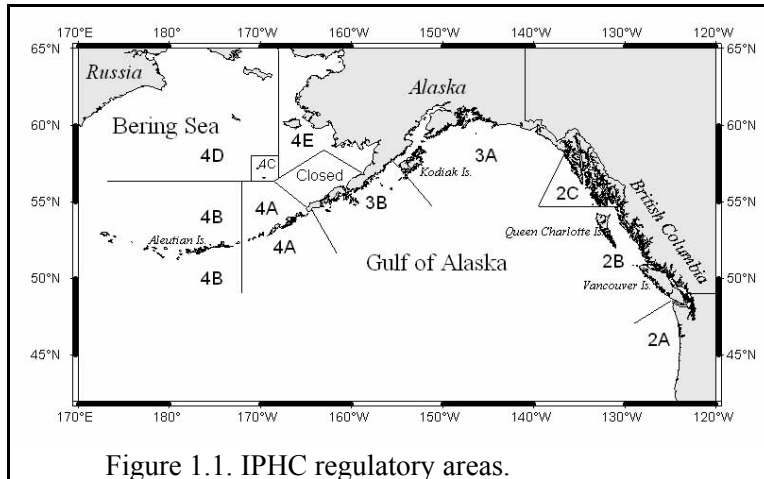 170°E 180° 170°W 160°W 150°W 140°W 130°W 120°W
65°N 65°N
Russia
Alaska
Bering Sea
60°N 60°N
4E
4D
4C
3A
Closed
Kodiak Is.
2C
British Columbia
55°N 55°N
4B
4A
3B
Aleutian Is.
4A
Queen Charlotte Is.
Gulf of Alaska
2B
50°N 50°N
4B
Vancouver Is.
2A
45°N 45°N
170°E 180° 170°W 160°W 150°W 140°W 130°W 120°W
Figure 1.1. IPHC regulatory areas.